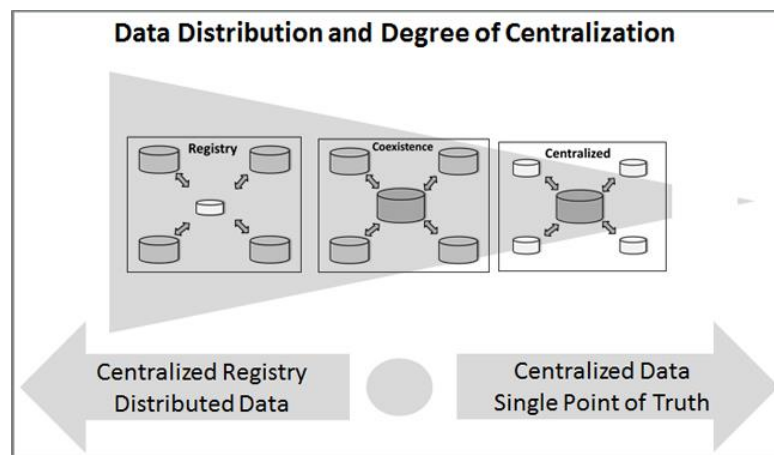 Data Distribution and Degree of Centralization
Registry
Coexistence
Centralized
Centralized Registry
Distributed Data
Centralized Data
Single Point of Truth